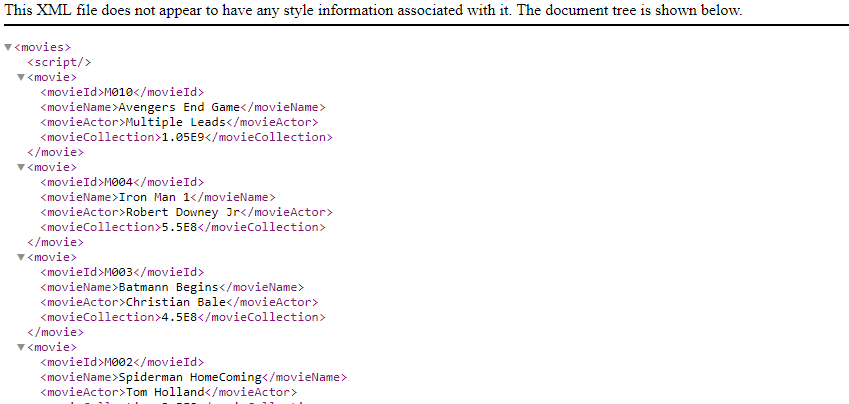 This XML file does not appear to have any style information associated with it. The document tree is shown below.
▼<movies>
<script/>
▼<movie>
<movieId>M010</movieId>
<movieName>Avengers End Game</movieName>
<movieActor>Multiple Leads</movieActor>
<movieCollection>1.05E9</movieCollection>
</movie>
▼<movie>
<movieId>M004</movieId>
<movieName>Iron Man 1</movieName>
<movieActor>Robert Downey Jr</movieActor>
<movieCollection>5.5E8</movieCollection>
</movie>
▼<movie>
<movieId>M003</movieId>
<movieName>Batmann Begins</movieName>
<movieActor>Christian Bale</movieActor>
<movieCollection>4.5E8</movieCollection>
</movie>
▼<movie>
<movieId>M002</movieId>
<movieName>Spiderman HomeComing</movieName>
<movieActor>Tom Holland</movieActor>